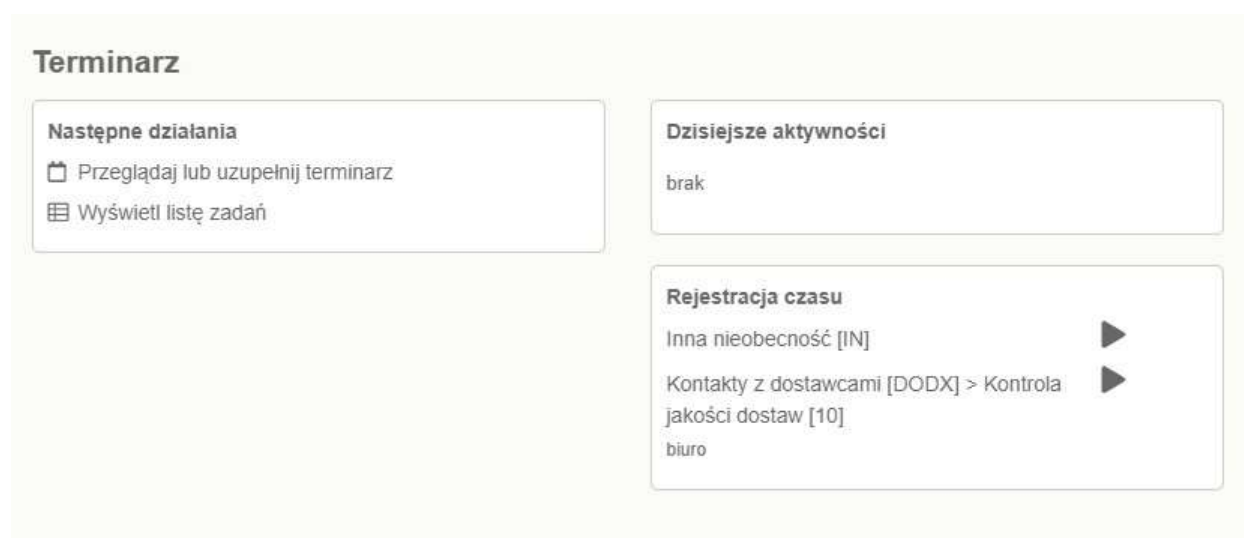 Terminarz
Następne działania
Przeglądaj lub uzupełnij terminarz
Wyświetl listę zadań
Dzisiejsze aktywności
brak
Rejestracja czasu
Inna nieobecność [IN]
Kontakty z dostawcami [DODX] > Kontrola
jakości dostaw [10]
biuro